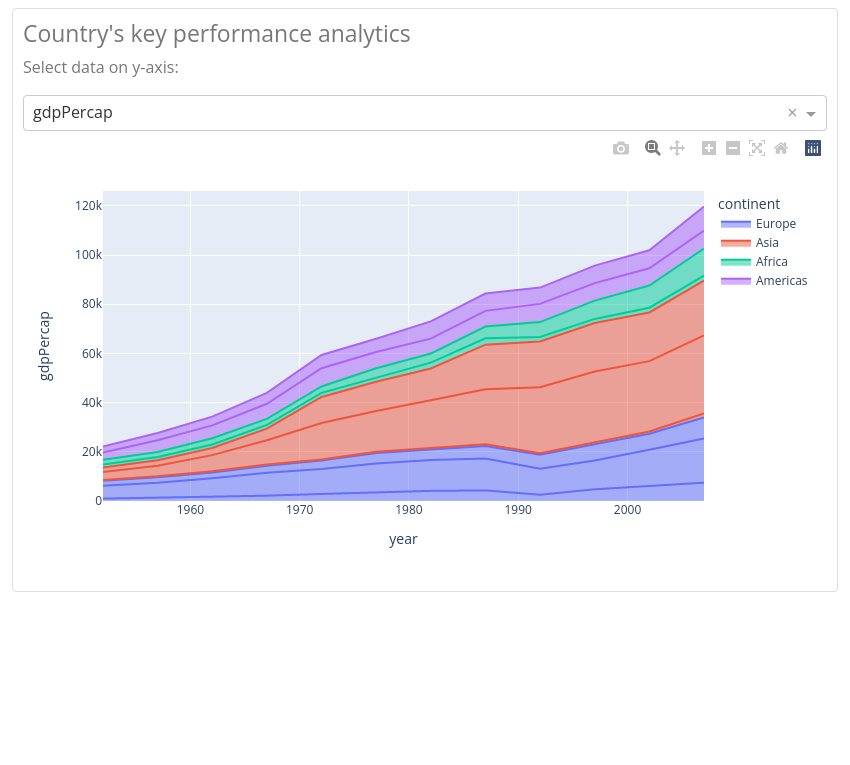 Country's key performance analytics
Select data on y-axis:
gdpPercap ×
120k
100k
80k
60k
40k
20k
0
gdpPercap
1960 1970 1980 1990 2000
year
continent
Europe
Asia
Africa
Americas